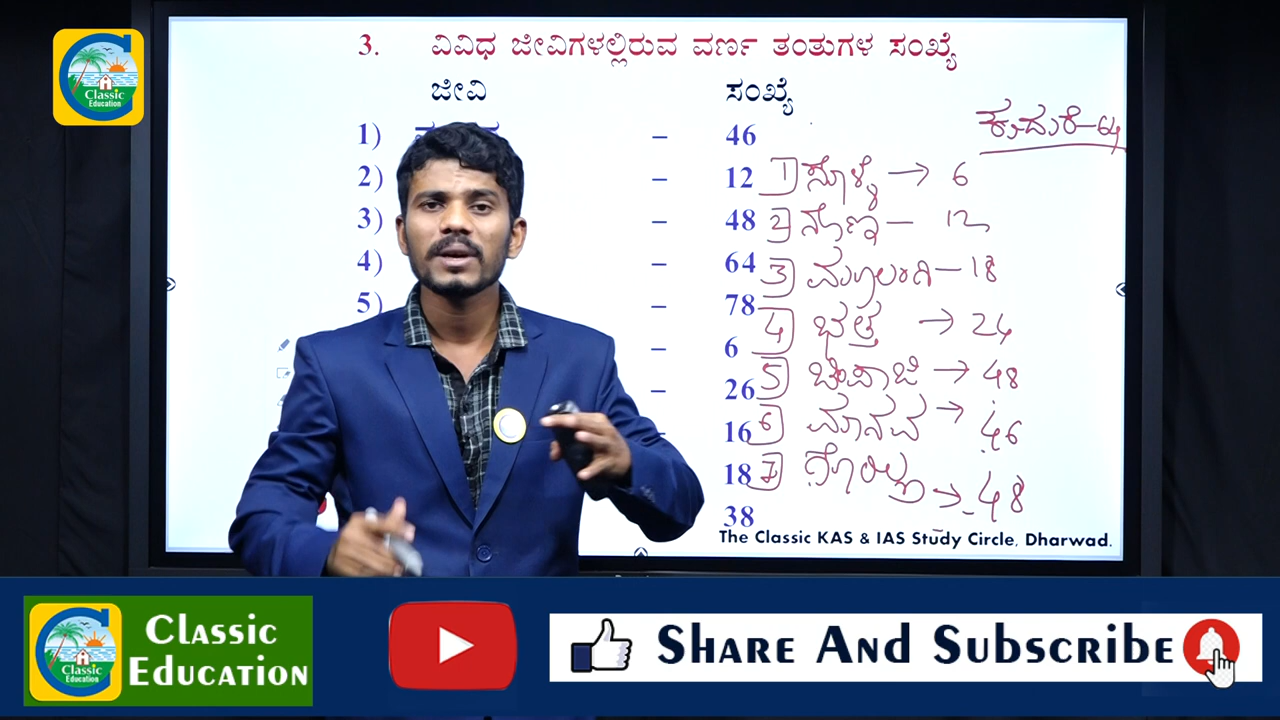 Classic
Education
3. ವಿವಿಧ ಜೀವಿಗಳಲ್ಲಿರುವ ವರ್ಣ ತಂತುಗಳ ಸಂಖ್ಯೆ
ಜೀವಿ ಸಂಖ್ಯೆ
ಕುದುರೆ-64
1) – 46
2) – 12
1) ಸೊಳ್ಳೆ → 6
3) – 48
2) ನೊಣ – 12
4) – 64
3) ಮೂಲಂಗಿ – 18
5) – 78
4) ಭತ್ತ → 24
– 6
5) ಚಿಂಪಾಂಜಿ → 48
– 26
6) ಮಾನವ → 46
– 16
7) ಗೊರಿಲ್ಲ → 48
18
38
The Classic KAS & IAS Study Circle, Dharwad.
Classic
Education
Classic
Education
Share And Subscribe